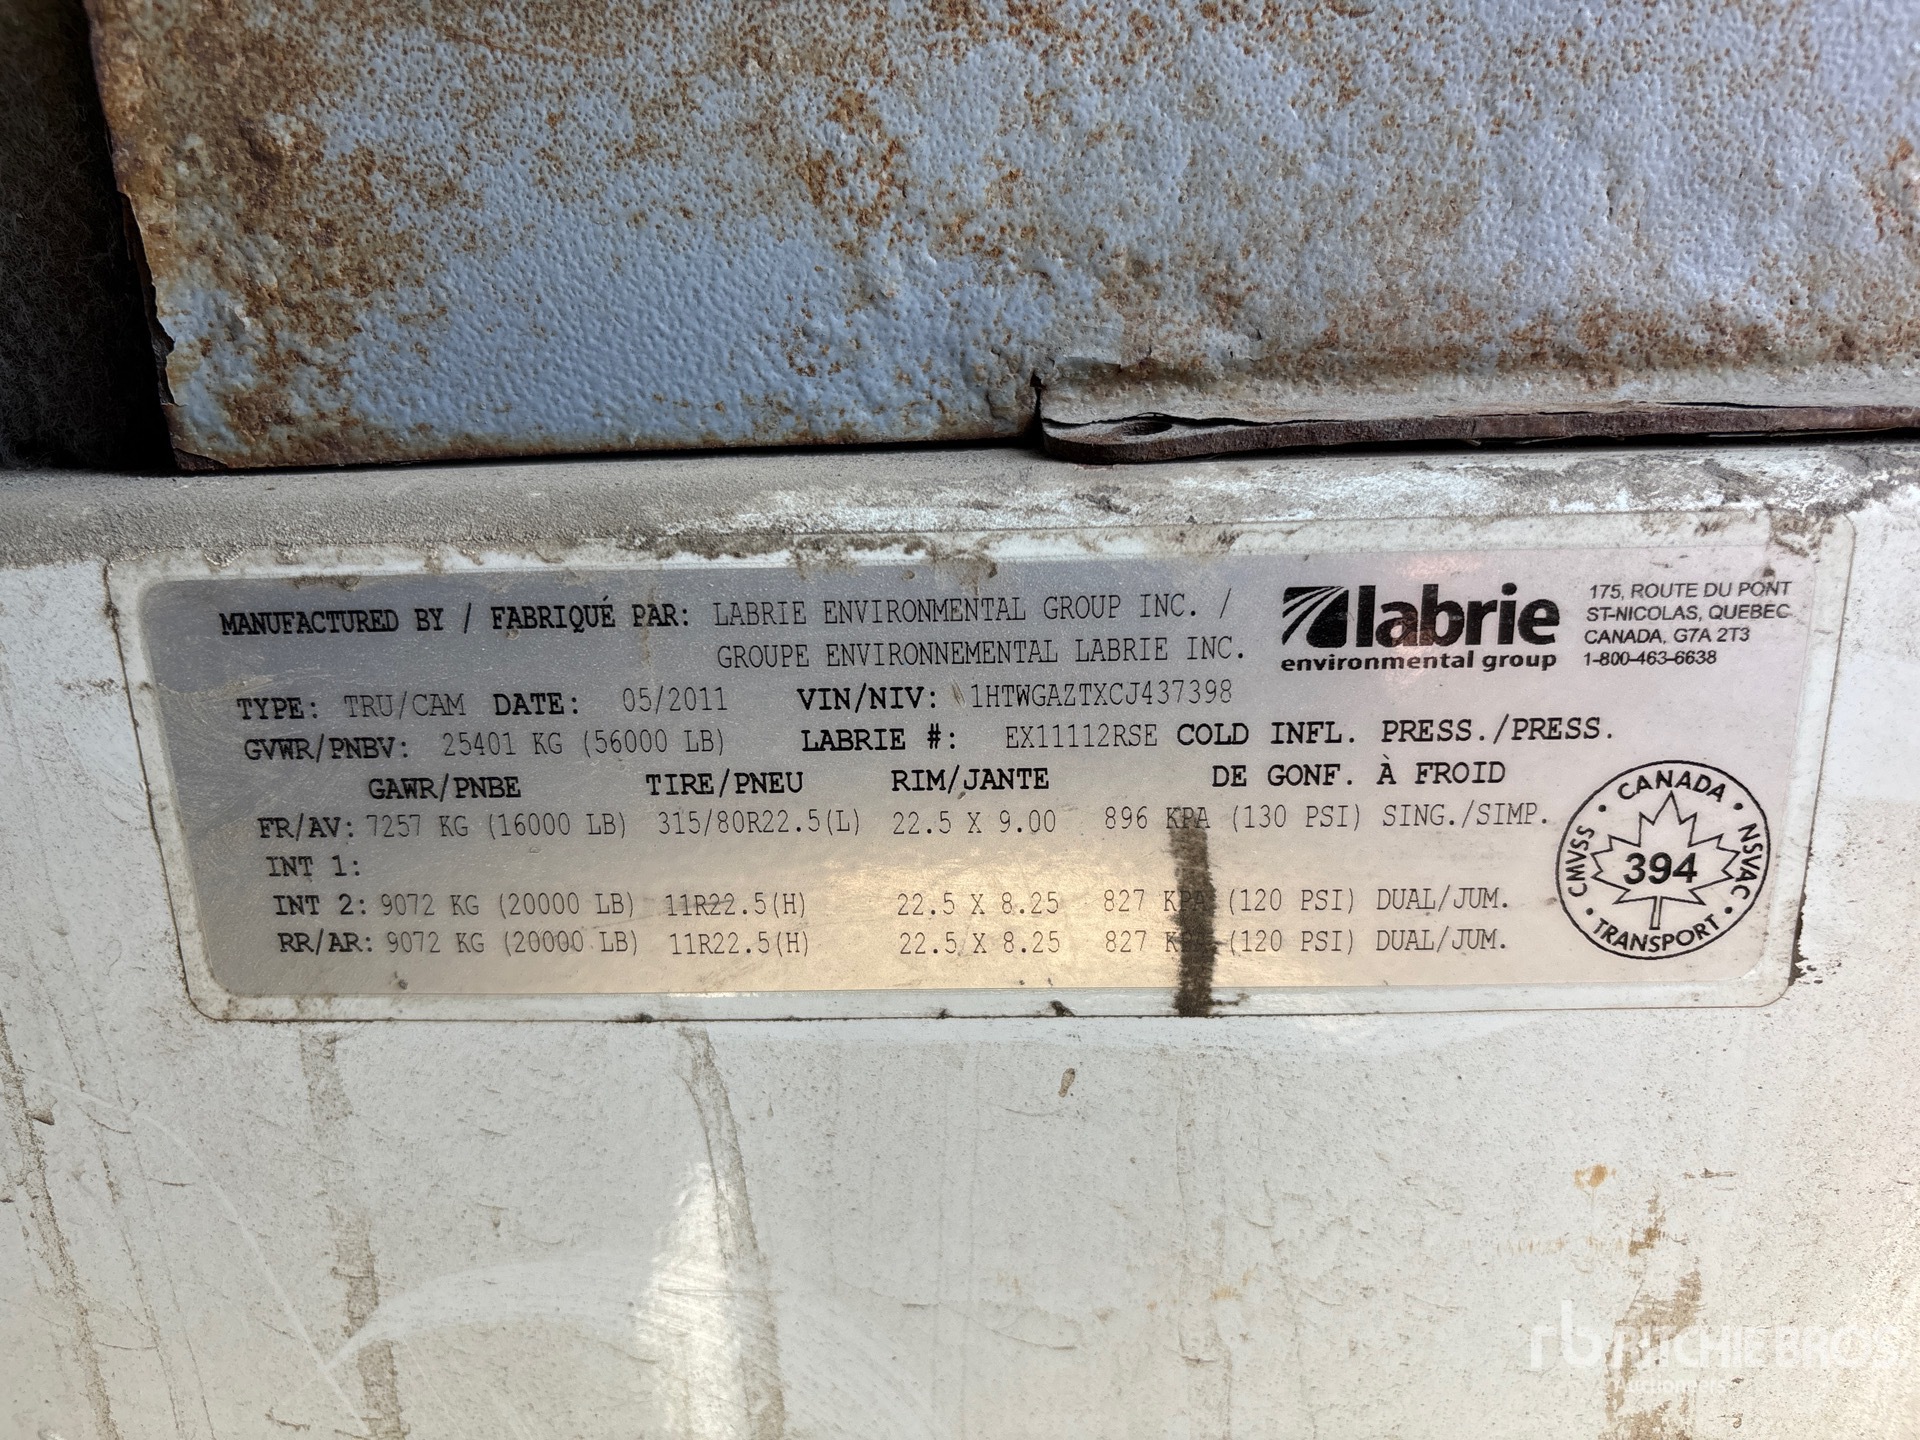 MANUFACTURED BY / FABRIQUÉ PAR: LABRIE ENVIRONMENTAL GROUP INC. /
GROUPE ENVIRONNEMENTAL LABRIE INC.
labrie
environmental group
175, ROUTE DU PONT
ST-NICOLAS, QUEBEC
CANADA, G7A 2T3
1-800-463-6638
TYPE: TRU/CAM DATE: 05/2011 VIN/NIV: 1HTWGAZTXCJ437398
GVWR/PNBV: 25401 KG (56000 LB) LABRIE #: EX11112RSE COLD INFL. PRESS./PRESS.
GAWR/PNBE TIRE/PNEU RIM/JANTE DE GONF. À FROID
FR/AV: 7257 KG (16000 LB) 315/80R22.5(L) 22.5 X 9.00 896 KPA (130 PSI) SING./SIMP.
INT 1:
INT 2: 9072 KG (20000 LB) 11R22.5(H) 22.5 X 8.25 827 KPA (120 PSI) DUAL/JUM.
RR/AR: 9072 KG (20000 LB) 11R22.5(H) 22.5 X 8.25 827 KPA (120 PSI) DUAL/JUM.
CANADA
CMVSS 394 NSVAC
TRANSPORT
rb RITCHIE BROS
Auctioneers